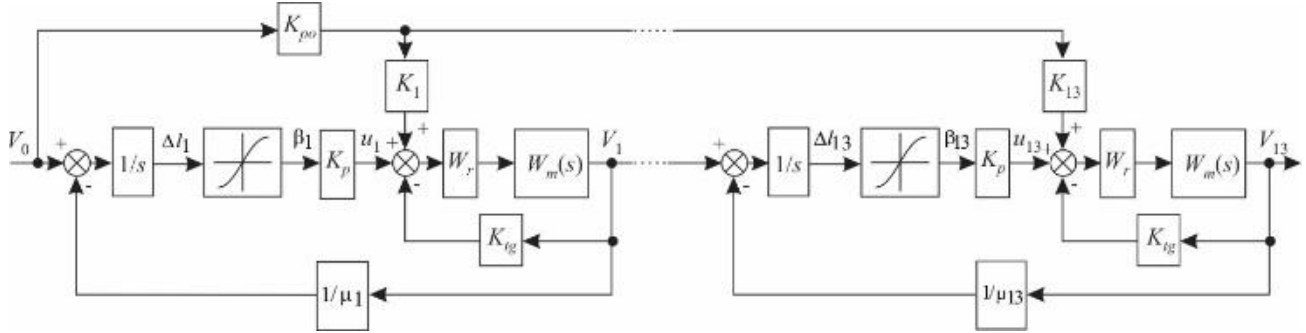 K_po
K_1
K_13
V_0
+
-
1/s
Δl_1
β_1
K_p
u_1
+
+
-
W_r
W_m(s)
V_1
+
-
1/s
Δl_13
β_13
K_p
u_13
+
+
-
W_r
W_m(s)
V_13
K_tg
K_tg
1/μ_1
1/μ_13